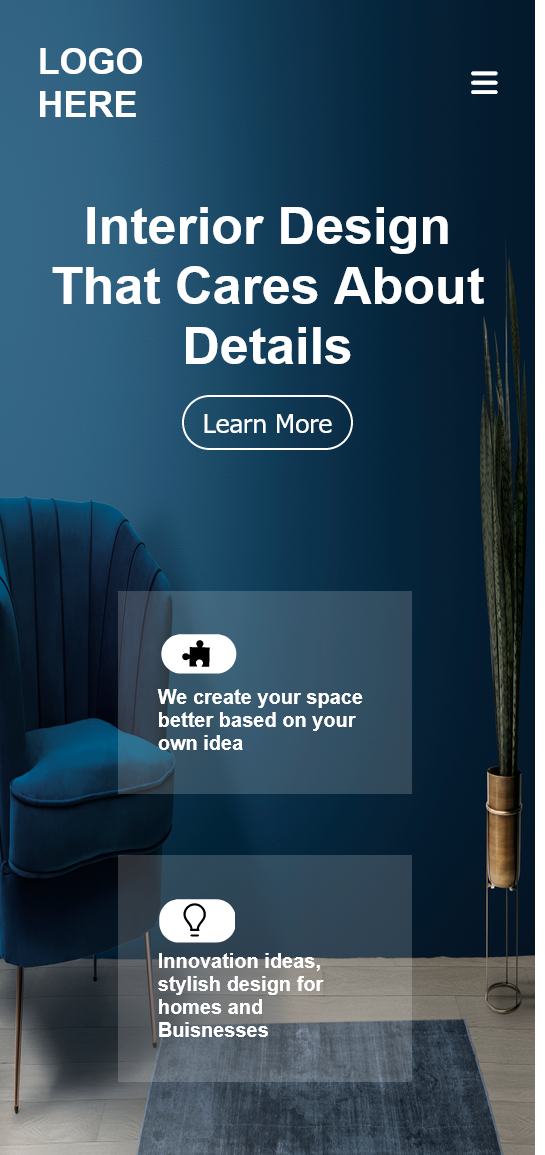 LOGO
HERE
Interior Design
That Cares About
Details
Learn More
We create your space
better based on your
own idea
Innovation ideas,
stylish design for
homes and
Buisnesses